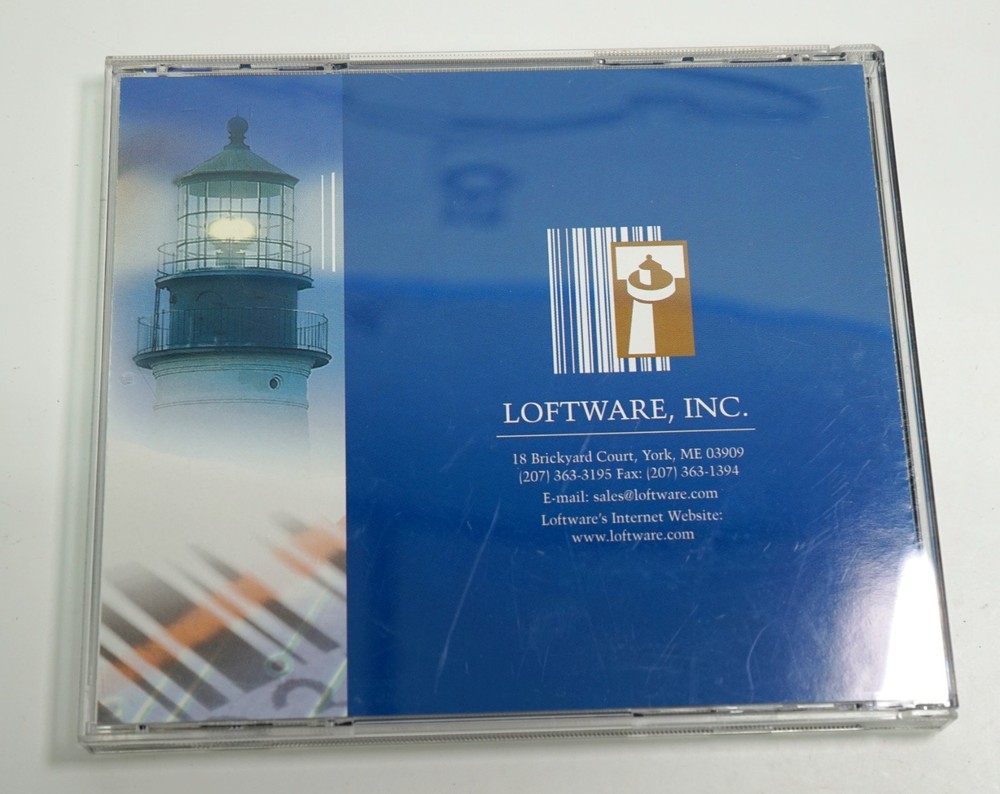 LOFTWARE, INC.
18 Brickyard Court, York, ME 03909
(207) 363-3195 Fax: (207) 363-1394
E-mail: sales@loftware.com
Loftware's Internet Website:
www.loftware.com